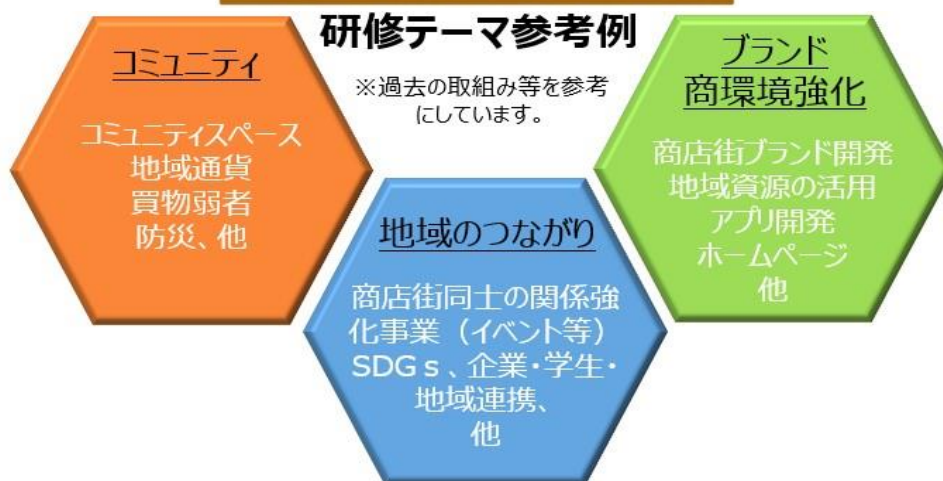 研修テーマ参考例
※過去の取組み等を参考
にしています。
コミュニティ
コミュニティスペース
地域通貨
買物弱者
防災、他
地域のつながり
商店街同士の関係強
化事業（イベント等）
SDGｓ、企業・学生・
地域連携、
他
ブランド
商環境強化
商店街ブランド開発
地域資源の活用
アプリ開発
ホームページ
他